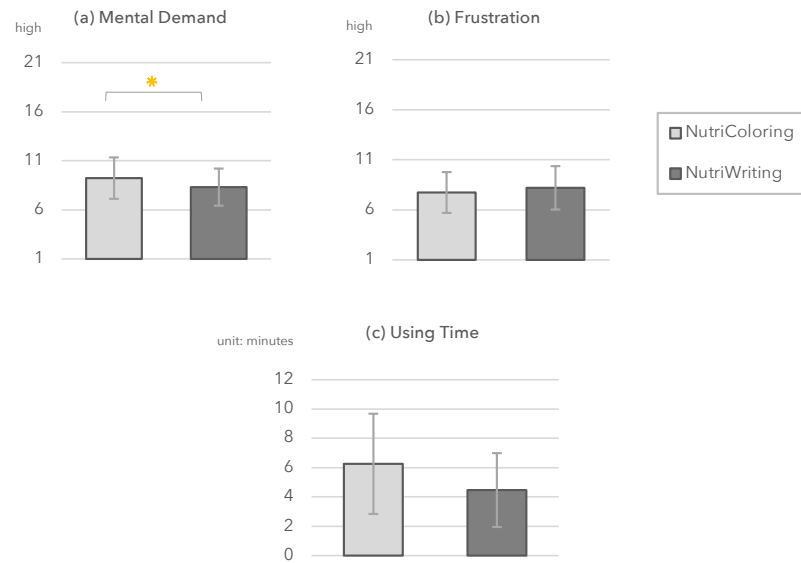 (a) Mental Demand
high
21
16
11
6
1
*
(b) Frustration
high
21
16
11
6
1
NutriColoring
NutriWriting
(c) Using Time
unit: minutes
12
10
8
6
4
2
0